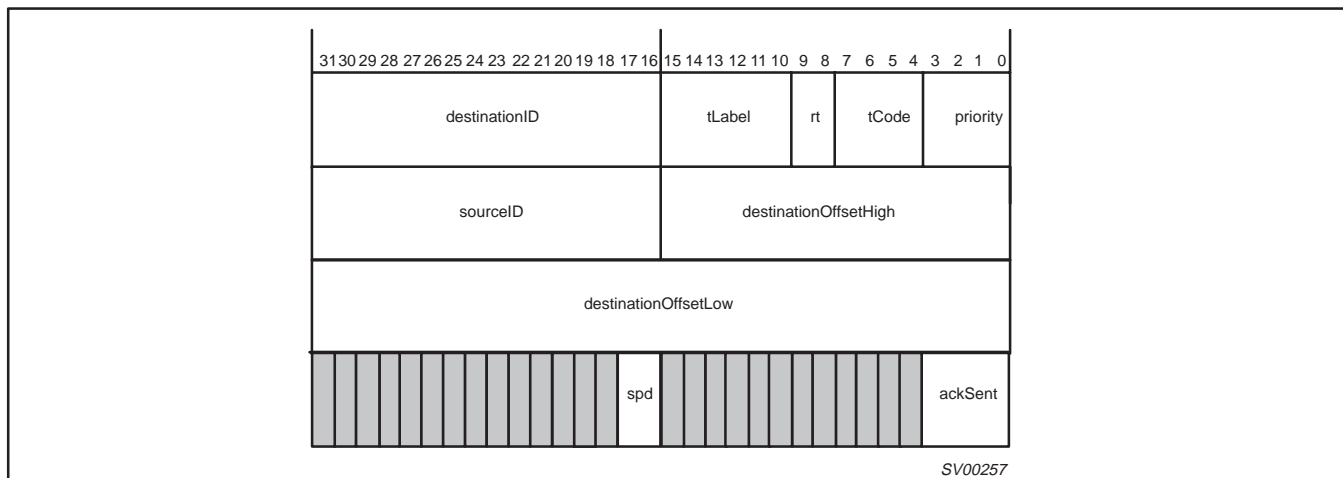 31 30 29 28 27 26 25 24 23 22 21 20 19 18 17 16 15 14 13 12 11 10 9 8 7 6 5 4 3 2 1 0
destinationID tLabel rt tCode priority
sourceID destinationOffsetHigh
destinationOffsetLow
spd ackSent
SV00257